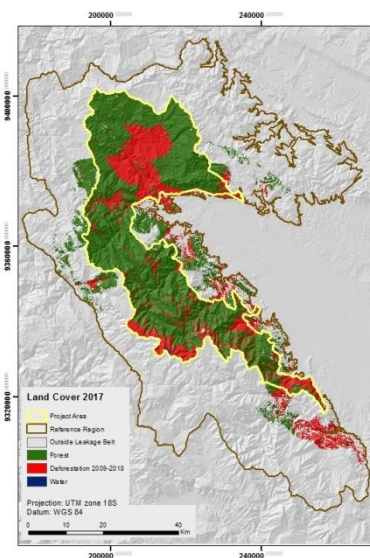 200000 240000
9400000
9360000
9320000
Land Cover 2017
Project Area
Reference Region
Outside Leakage Belt
Forest
Deforestation 2009-2018
Water
Projection: UTM zone 18S
Datum: WGS 84
0 10 20 40
Km
200000 240000